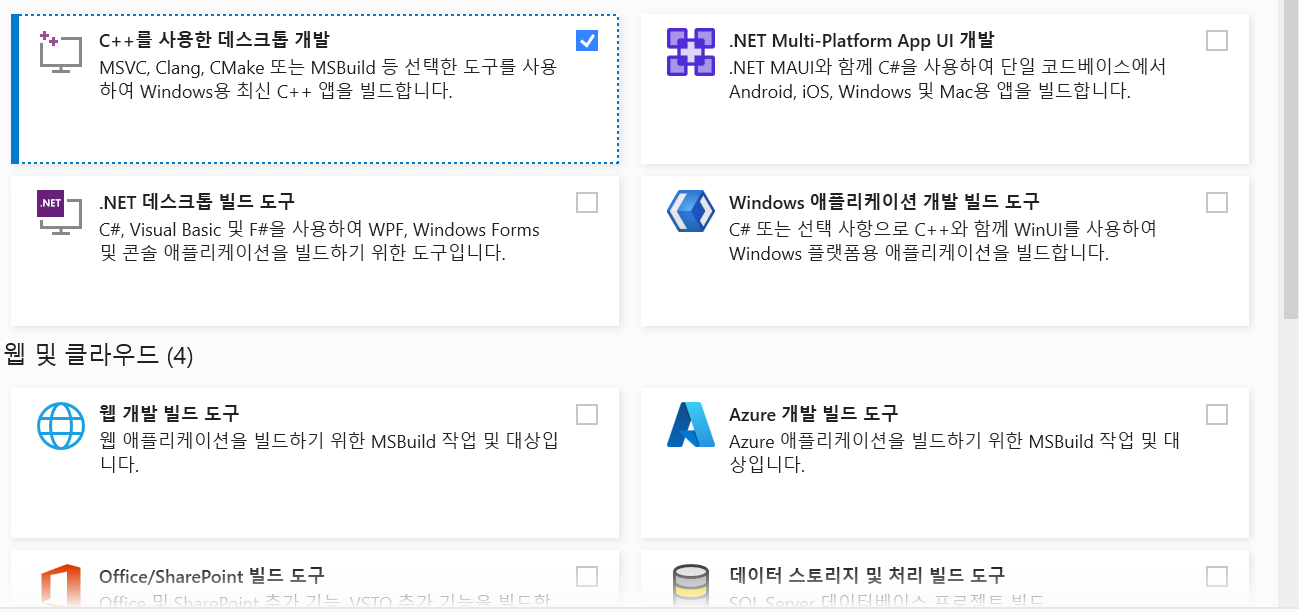 C++를 사용한 데스크톱 개발
MSVC, Clang, CMake 또는 MSBuild 등 선택한 도구를 사용
하여 Windows용 최신 C++ 앱을 빌드합니다.
.NET Multi-Platform App UI 개발
.NET MAUI와 함께 C#을 사용하여 단일 코드베이스에서
Android, iOS, Windows 및 Mac용 앱을 빌드합니다.
.NET
.NET 데스크톱 빌드 도구
C#, Visual Basic 및 F#을 사용하여 WPF, Windows Forms
및 콘솔 애플리케이션을 빌드하기 위한 도구입니다.
Windows 애플리케이션 개발 빌드 도구
C# 또는 선택 사항으로 C++와 함께 WinUI를 사용하여
Windows 플랫폼용 애플리케이션을 빌드합니다.
웹 및 클라우드 (4)
웹 개발 빌드 도구
웹 애플리케이션을 빌드하기 위한 MSBuild 작업 및 대상입
니다.
Azure 개발 빌드 도구
Azure 애플리케이션을 빌드하기 위한 MSBuild 작업 및 대
상입니다.
Office/SharePoint 빌드 도구
Office 및 SharePoint 추가 기능, VSTO 추가 기능을 빌드합
데이터 스토리지 및 처리 빌드 도구
SQL Server 데이터베이스 프로젝트 빌드